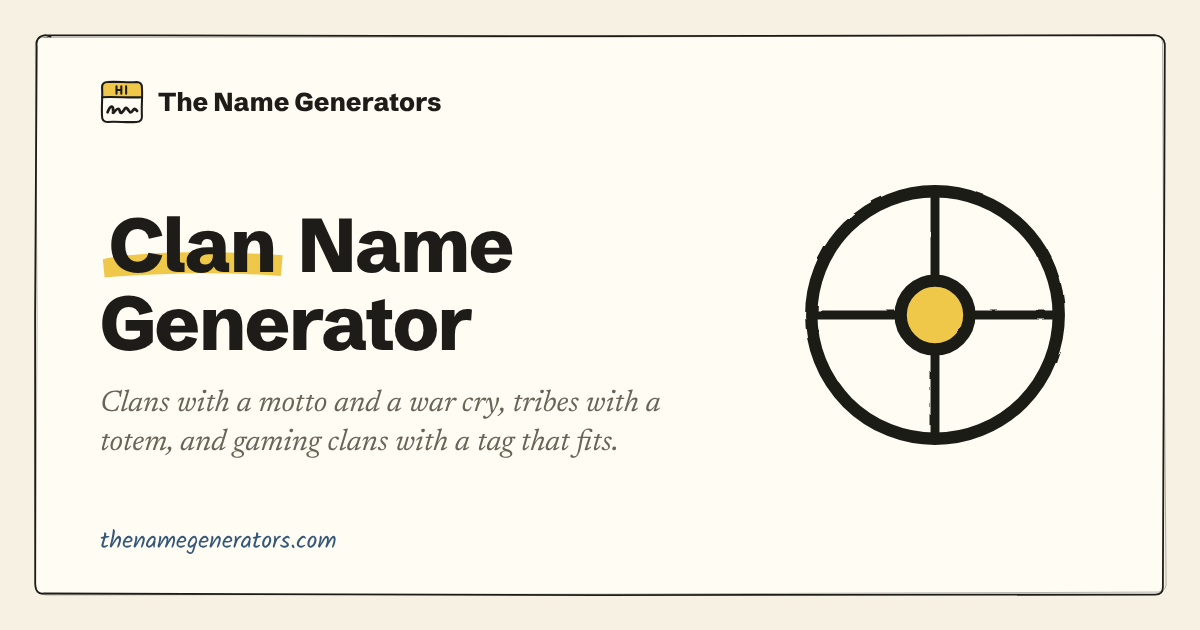 HI
The Name Generators
Clan Name
Generator
Clans with a motto and a war cry, tribes with a
totem, and gaming clans with a tag that fits.
thenamegenerators.com